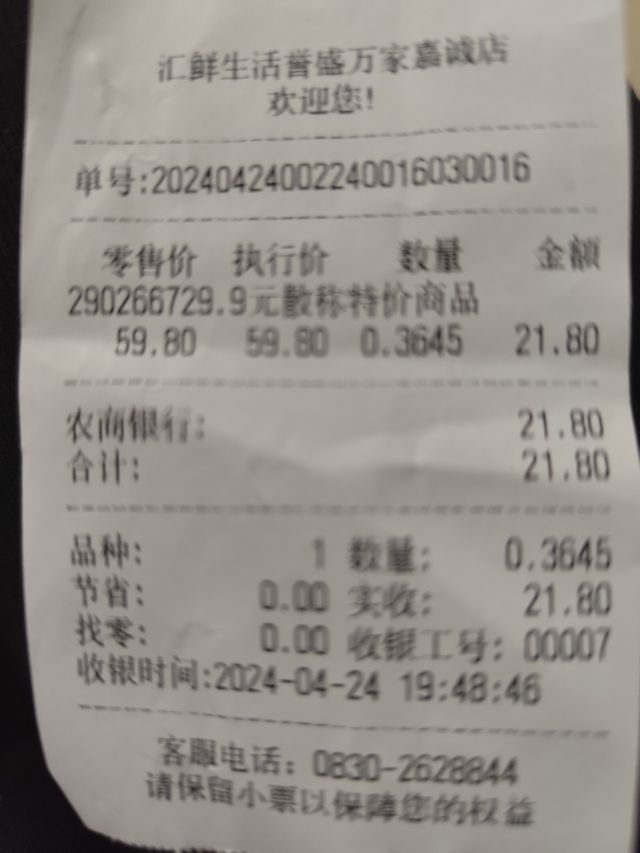 汇鲜生活誉盛万家嘉诚店
欢迎您!
单号:20240424002240016030016
零售价 执行价 数量 金额
290266729.9元散称特价商品
59.80 59.80 0.3645 21.80
农商银行: 21.80
合计: 21.80
品种: 1 数量: 0.3645
节省: 0.00 实收: 21.80
找零: 0.00 收银工号: 00007
收银时间:2024-04-24 19:48:46
客服电话: 0830-2628844
请保留小票以保障您的权益